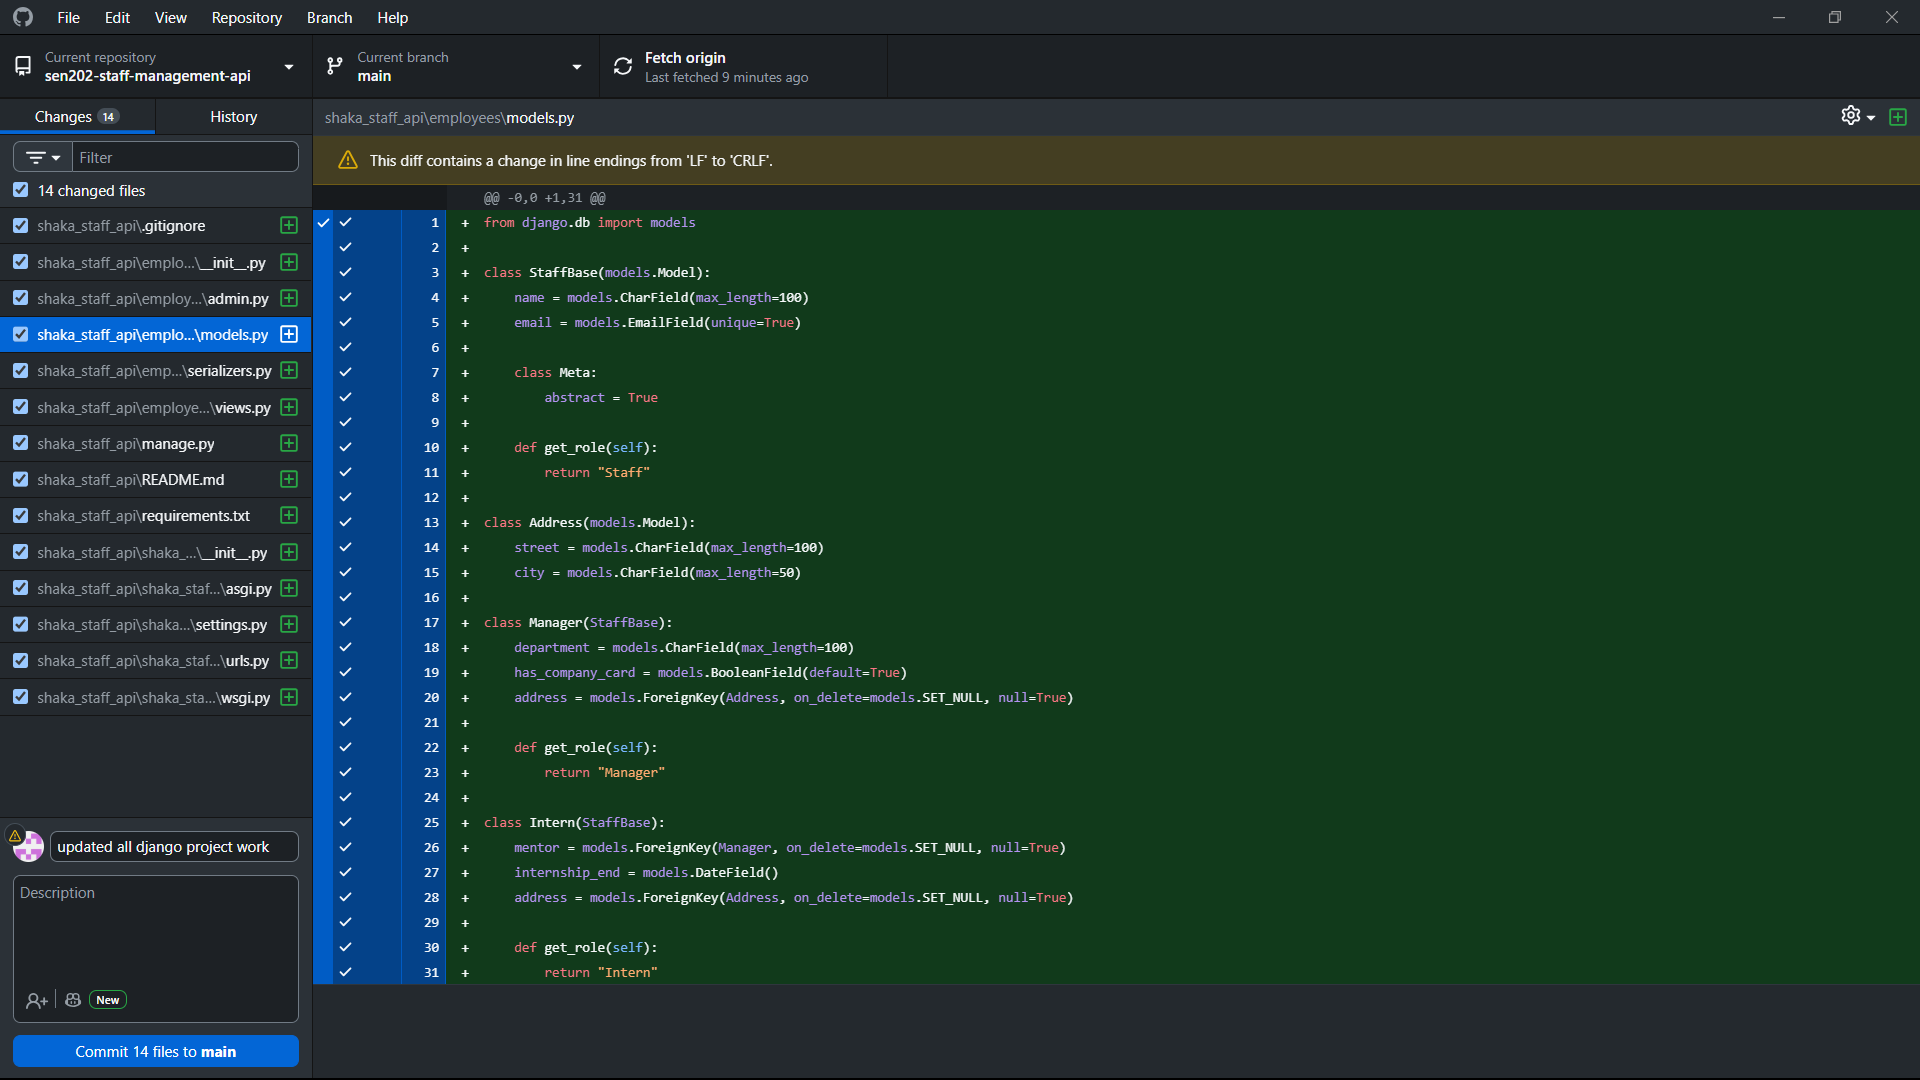 File Edit View Repository Branch Help
Current repository
sen202-staff-management-api
Current branch
main
Fetch origin
Last fetched 9 minutes ago
Changes 14
History
Filter
14 changed files
shaka_staff_api\.gitignore
shaka_staff_api\emplo...\__init__.py
shaka_staff_api\employ...\admin.py
shaka_staff_api\emplo...\models.py
shaka_staff_api\emp...\serializers.py
shaka_staff_api\employe...\views.py
shaka_staff_api\manage.py
shaka_staff_api\README.md
shaka_staff_api\requirements.txt
shaka_staff_api\shaka_...\__init__.py
shaka_staff_api\shaka_staf...\asgi.py
shaka_staff_api\shaka...\settings.py
shaka_staff_api\shaka_staf...\urls.py
shaka_staff_api\shaka_sta...\wsgi.py
updated all django project work
Description
New
Commit 14 files to main
shaka_staff_api\employees\models.py
This diff contains a change in line endings from 'LF' to 'CRLF'.
@@ -0,0 +1,31 @@
1 + from django.db import models
2 +
3 + class StaffBase(models.Model):
4 +     name = models.CharField(max_length=100)
5 +     email = models.EmailField(unique=True)
6 +
7 +     class Meta:
8 +         abstract = True
9 +
10 +     def get_role(self):
11 +         return "Staff"
12 +
13 + class Address(models.Model):
14 +     street = models.CharField(max_length=100)
15 +     city = models.CharField(max_length=50)
16 +
17 + class Manager(StaffBase):
18 +     department = models.CharField(max_length=100)
19 +     has_company_card = models.BooleanField(default=True)
20 +     address = models.ForeignKey(Address, on_delete=models.SET_NULL, null=True)
21 +
22 +     def get_role(self):
23 +         return "Manager"
24 +
25 + class Intern(StaffBase):
26 +     mentor = models.ForeignKey(Manager, on_delete=models.SET_NULL, null=True)
27 +     internship_end = models.DateField()
28 +     address = models.ForeignKey(Address, on_delete=models.SET_NULL, null=True)
29 +
30 +     def get_role(self):
31 +         return "Intern"